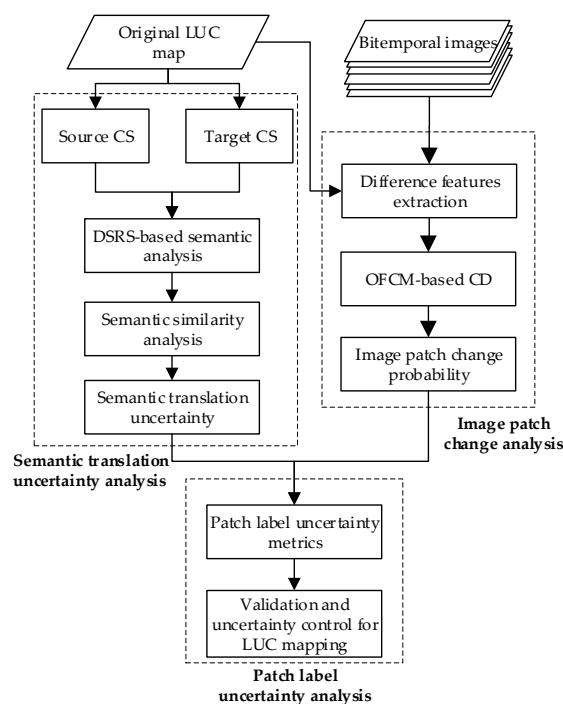 Original LUC
map
Bitemporal images
Source CS
Target CS
DSRS-based semantic
analysis
Semantic similarity
analysis
Semantic translation
uncertainty
Semantic translation
uncertainty analysis
Difference features
extraction
OFCM-based CD
Image patch change
probability
Image patch
change analysis
Patch label uncertainty
metrics
Validation and
uncertainty control for
LUC mapping
Patch label
uncertainty analysis